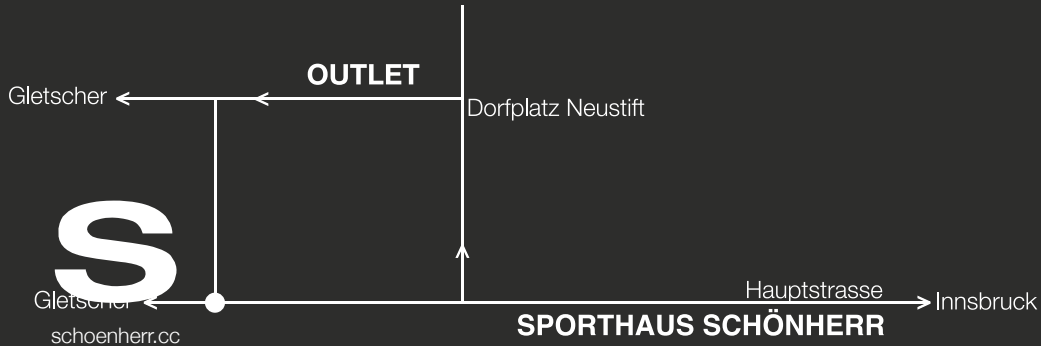 OUTLET
Gletscher
Dorfplatz Neustift
S
Hauptstrasse
Gletscher
Innsbruck
SPORTHAUS SCHÖNHERR
schoenherr.cc